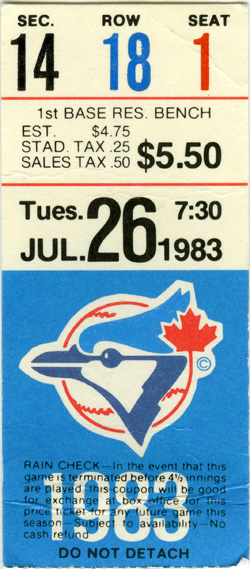 SEC. ROW SEAT
14 18 1
1st BASE RES. BENCH
EST. $4.75
STAD. TAX .25
SALES TAX .50 $5.50
Tues. 26 7:30
JUL. 1983
©
RAIN CHECK—In the event that this
game is terminated before 4½ innings
are played, this coupon will be good
for exchange at box office for this
price ticket for any future game this
season—Subject to availability—No
cash refund
1983
DO NOT DETACH